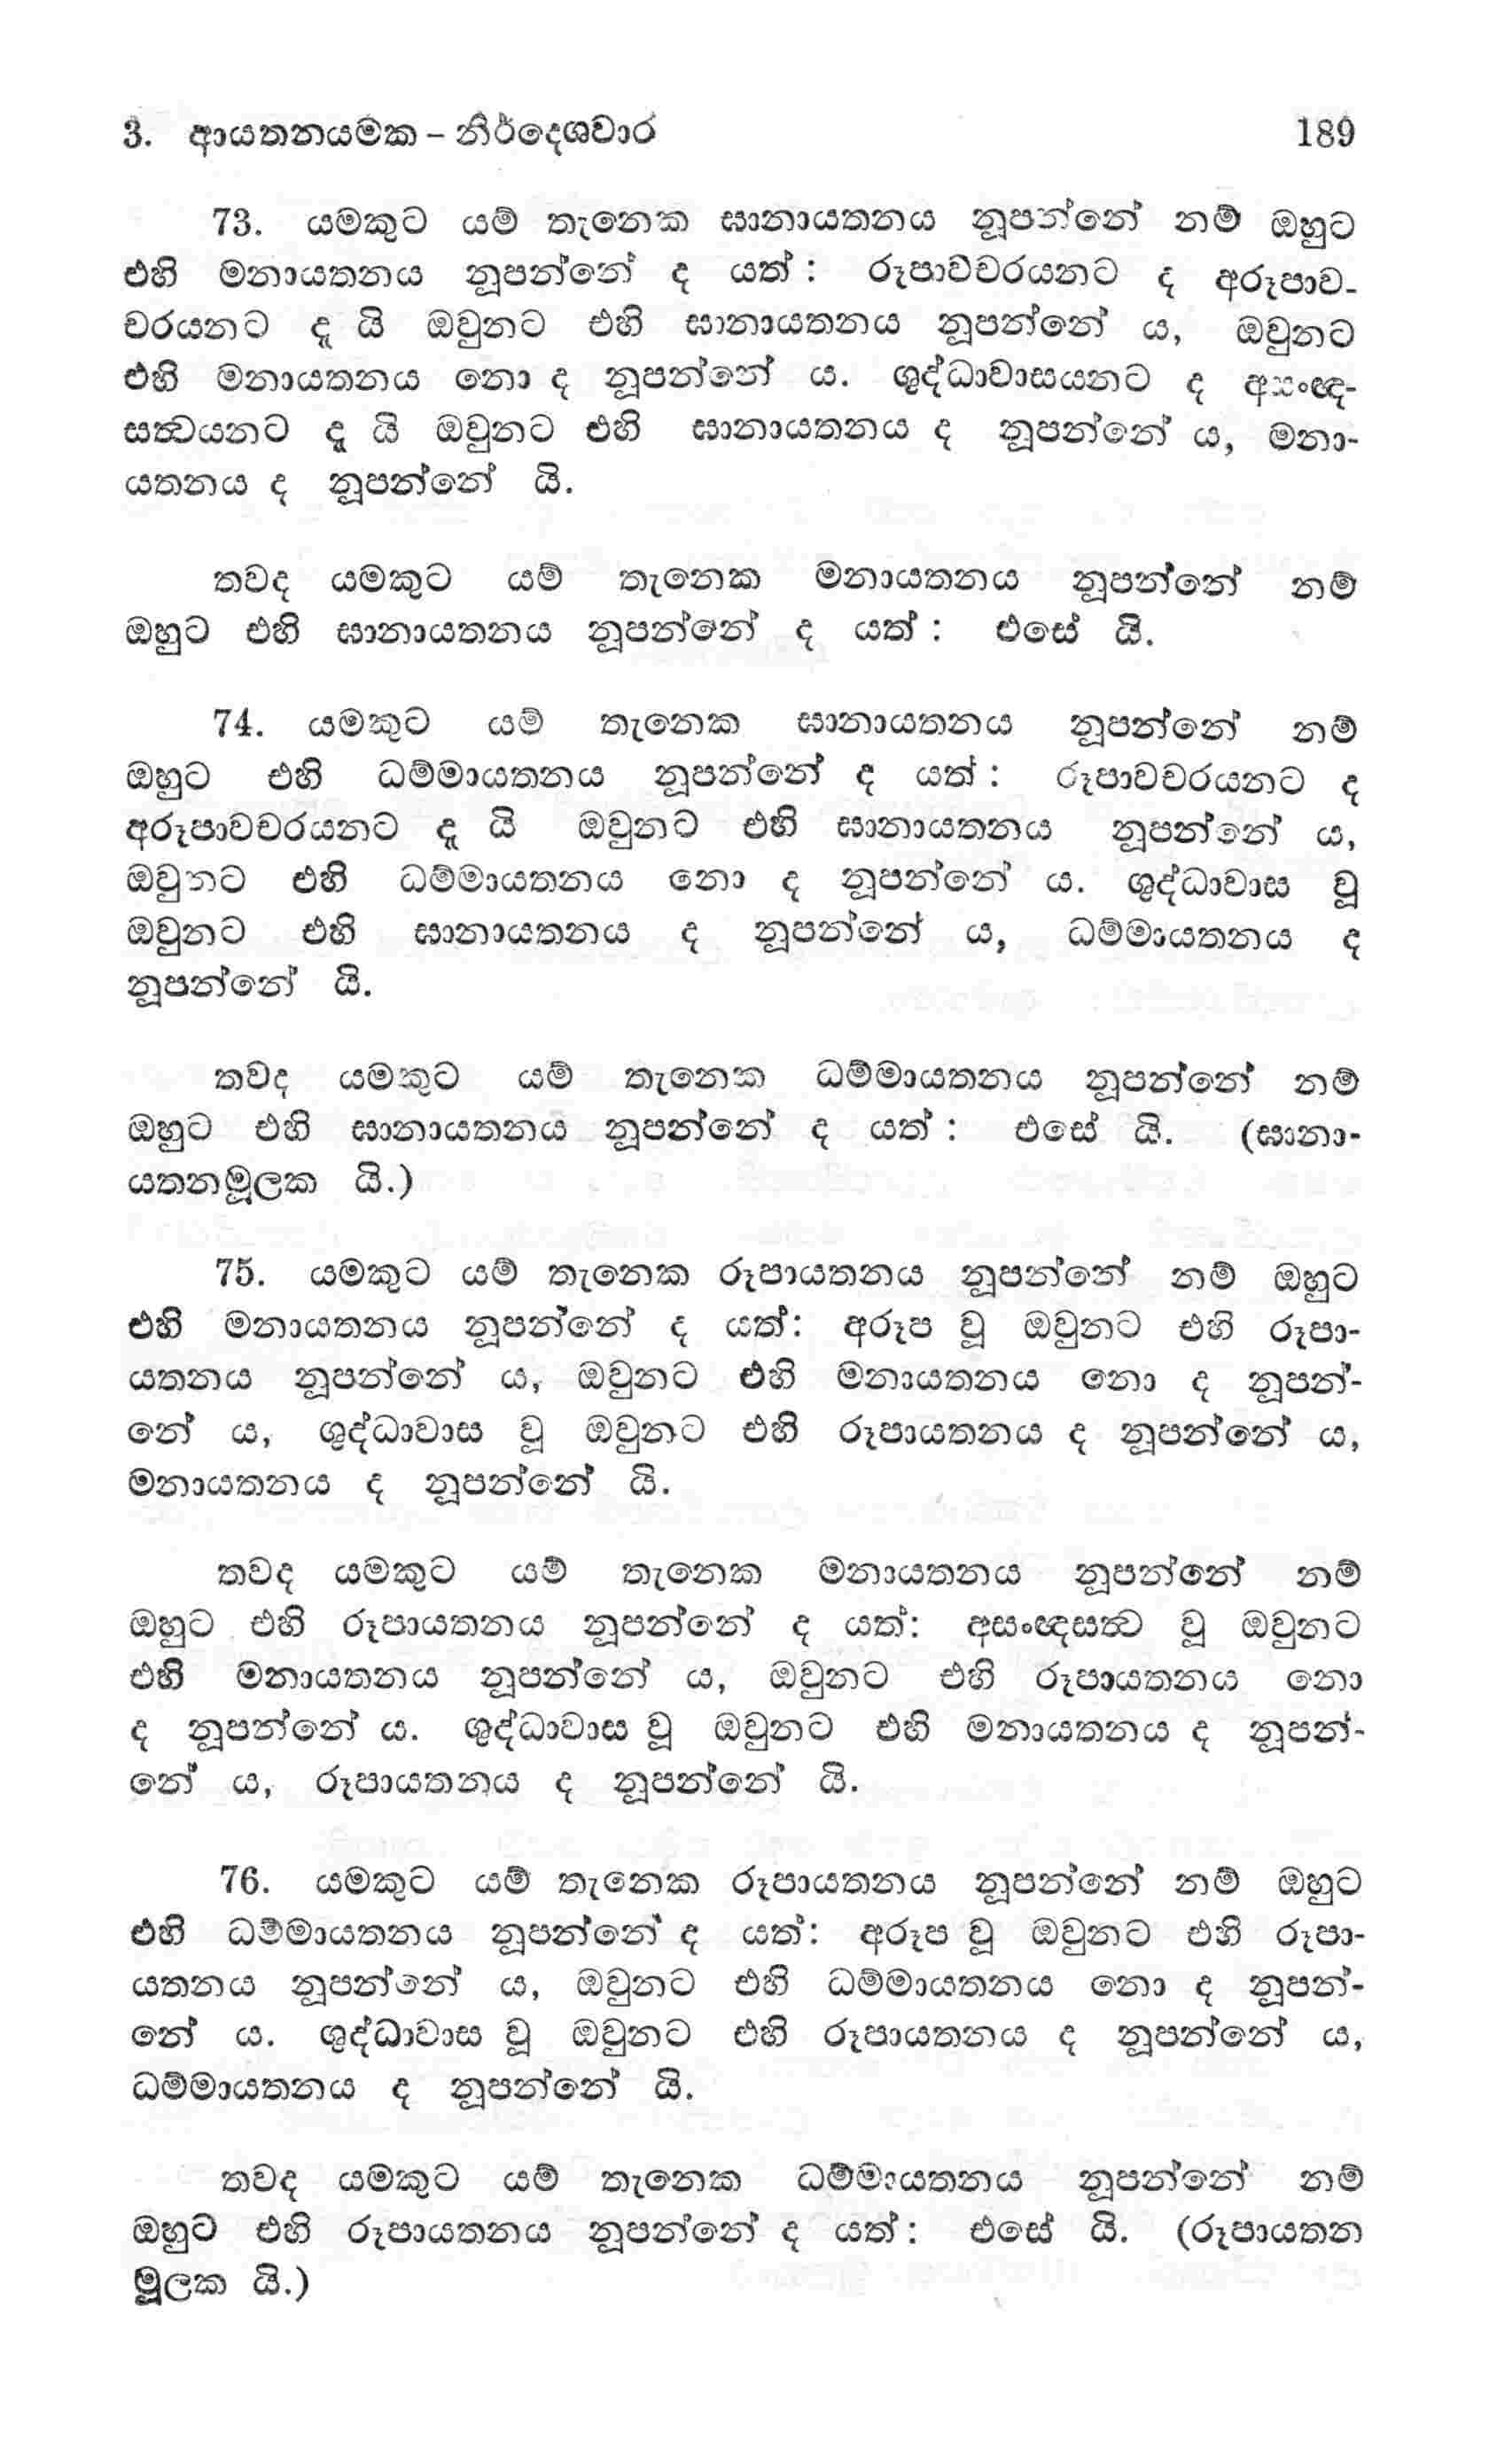 3. ආයතනයමක – නිර්දෙශවාර 189
73. යමකුට යම් තැනෙක ඝානායතනය නූපන්නේ නම් ඔහුට
එහි මනායතනය නූපන්නේ ද යත් : රූපාවචරයනට ද අරූපාව-
චරයනට දැ යි ඔවුනට එහි ඝානායතනය නූපන්නේ ය, ඔවුනට
එහි මනායතනය නො ද නූපන්නේ ය. ශුද්ධාවාසයනට ද අසංඥ-
සත්‍වයනට දැ යි ඔවුනට එහි ඝානායතනය ද නූපන්නේ ය, මනා-
යතනය ද නූපන්නේ යි.
තවද යමකුට යම් තැනෙක මනායතනය නූපන්නේ නම්
ඔහුට එහි ඝානායතනය නූපන්නේ ද යත් : එසේ යි.
74. යමකුට යම් තැනෙක ඝානායතනය නූපන්නේ නම්
ඔහුට එහි ධම්මායතනය නූපන්නේ ද යත් : රූපාවචරයනට ද
අරූපාවචරයනට දැ යි ඔවුනට එහි ඝානායතනය නූපන්නේ ය,
ඔවුනට එහි ධම්මායතනය නො ද නූපන්නේ ය. ශුද්ධාවාස වූ
ඔවුනට එහි ඝානායතනය ද නූපන්නේ ය, ධම්මායතනය ද
නූපන්නේ යි.
තවද යමකුට යම් තැනෙක ධම්මායතනය නූපන්නේ නම්
ඔහුට එහි ඝානායතනය නූපන්නේ ද යත් : එසේ යි. (ඝානා-
යතනමූලක යි.)
75. යමකුට යම් තැනෙක රූපායතනය නූපන්නේ නම් ඔහුට
එහි මනායතනය නූපන්නේ ද යත්: අරූප වූ ඔවුනට එහි රූපා-
යතනය නූපන්නේ ය, ඔවුනට එහි මනායතනය නො ද නූපන්-
නේ ය, ශුද්ධාවාස වූ ඔවුනට එහි රූපායතනය ද නූපන්නේ ය,
මනායතනය ද නූපන්නේ යි.
තවද යමකුට යම් තැනෙක මනායතනය නූපන්නේ නම්
ඔහුට එහි රූපායතනය නූපන්නේ ද යත්: අසංඥසත්‍ව වූ ඔවුනට
එහි මනායතනය නූපන්නේ ය, ඔවුනට එහි රූපායතනය නො
ද නූපන්නේ ය. ශුද්ධාවාස වූ ඔවුනට එහි මනායතනය ද නූපන්-
නේ ය, රූපායතනය ද නූපන්නේ යි.
76. යමකුට යම් තැනෙක රූපායතනය නූපන්නේ නම් ඔහුට
එහි ධම්මායතනය නූපන්නේ ද යත්: අරූප වූ ඔවුනට එහි රූපා-
යතනය නූපන්නේ ය, ඔවුනට එහි ධම්මායතනය නො ද නූපන්-
නේ ය. ශුද්ධාවාස වූ ඔවුනට එහි රූපායතනය ද නූපන්නේ ය,
ධම්මායතනය ද නූපන්නේ යි.
තවද යමකුට යම් තැනෙක ධම්මායතනය නූපන්නේ නම්
ඔහුට එහි රූපායතනය නූපන්නේ ද යත් : එසේ යි. (රූපායතන
මූලක යි.)